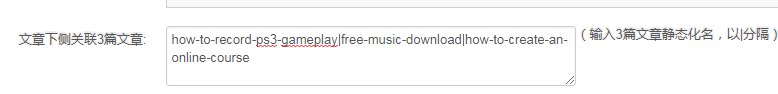 文章下侧关联3篇文章:
how-to-record-ps3-gameplay|free-music-download|how-to-create-an-
online-course
( 输入3篇文章静态化名，以|分隔 )